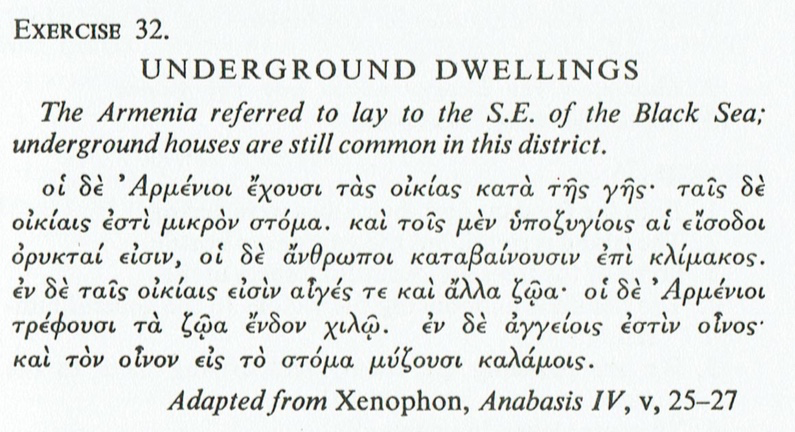 EXERCISE 32.
UNDERGROUND DWELLINGS
The Armenia referred to lay to the S.E. of the Black Sea;
underground houses are still common in this district.
οἱ δὲ Ἀρμένιοι ἔχουσι τὰς οἰκίας κατὰ τῆς γῆς· ταῖς δὲ
οἰκίαις ἐστὶ μικρὸν στόμα. καὶ τοῖς μὲν ὑποζυγίοις αἱ εἴσοδοι
ὀρυκταί εἰσιν, οἱ δὲ ἄνθρωποι καταβαίνουσιν ἐπὶ κλίμακος.
ἐν δὲ ταῖς οἰκίαις εἰσὶν αἶγές τε καὶ ἄλλα ζῷα· οἱ δὲ Ἀρμένιοι
τρέφουσι τὰ ζῷα ἔνδον χιλῷ. ἐν δὲ ἀγγείοις ἐστὶν οἶνος·
καὶ τὸν οἶνον εἰς τὸ στόμα μύζουσι καλάμοις.
Adapted from Xenophon, Anabasis IV, v, 25–27